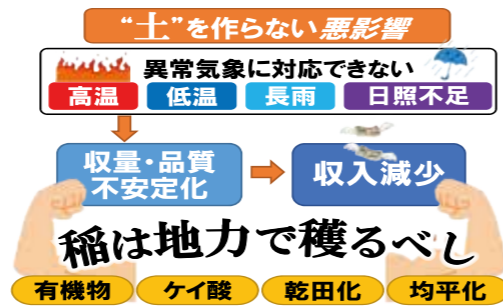 “土”を作らない悪影響
異常気象に対応できない
高温 低温 長雨 日照不足
収量・品質
不安定化
収入減少
稲は地力で穫るべし
有機物 ケイ酸 乾田化 均平化